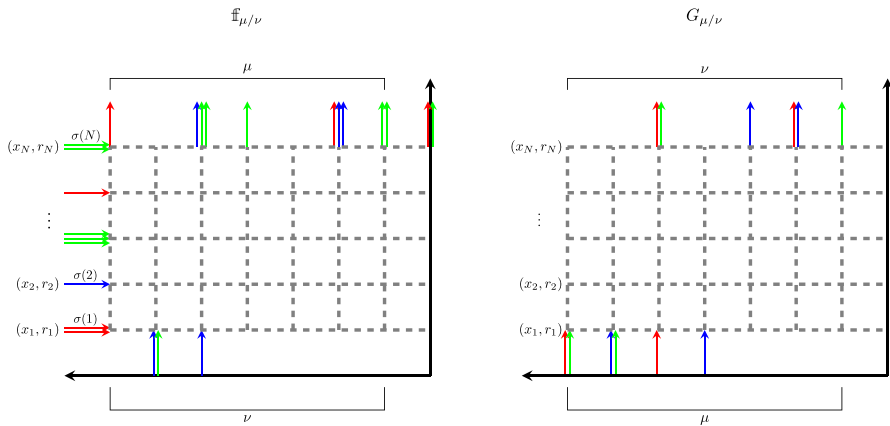 𝕗_{μ/ν}
G_{μ/ν}
μ
ν
σ(N)
(x_N, r_N)
(x_N, r_N)
⋮
⋮
σ(2)
(x_2, r_2)
(x_2, r_2)
σ(1)
(x_1, r_1)
(x_1, r_1)
ν
μ